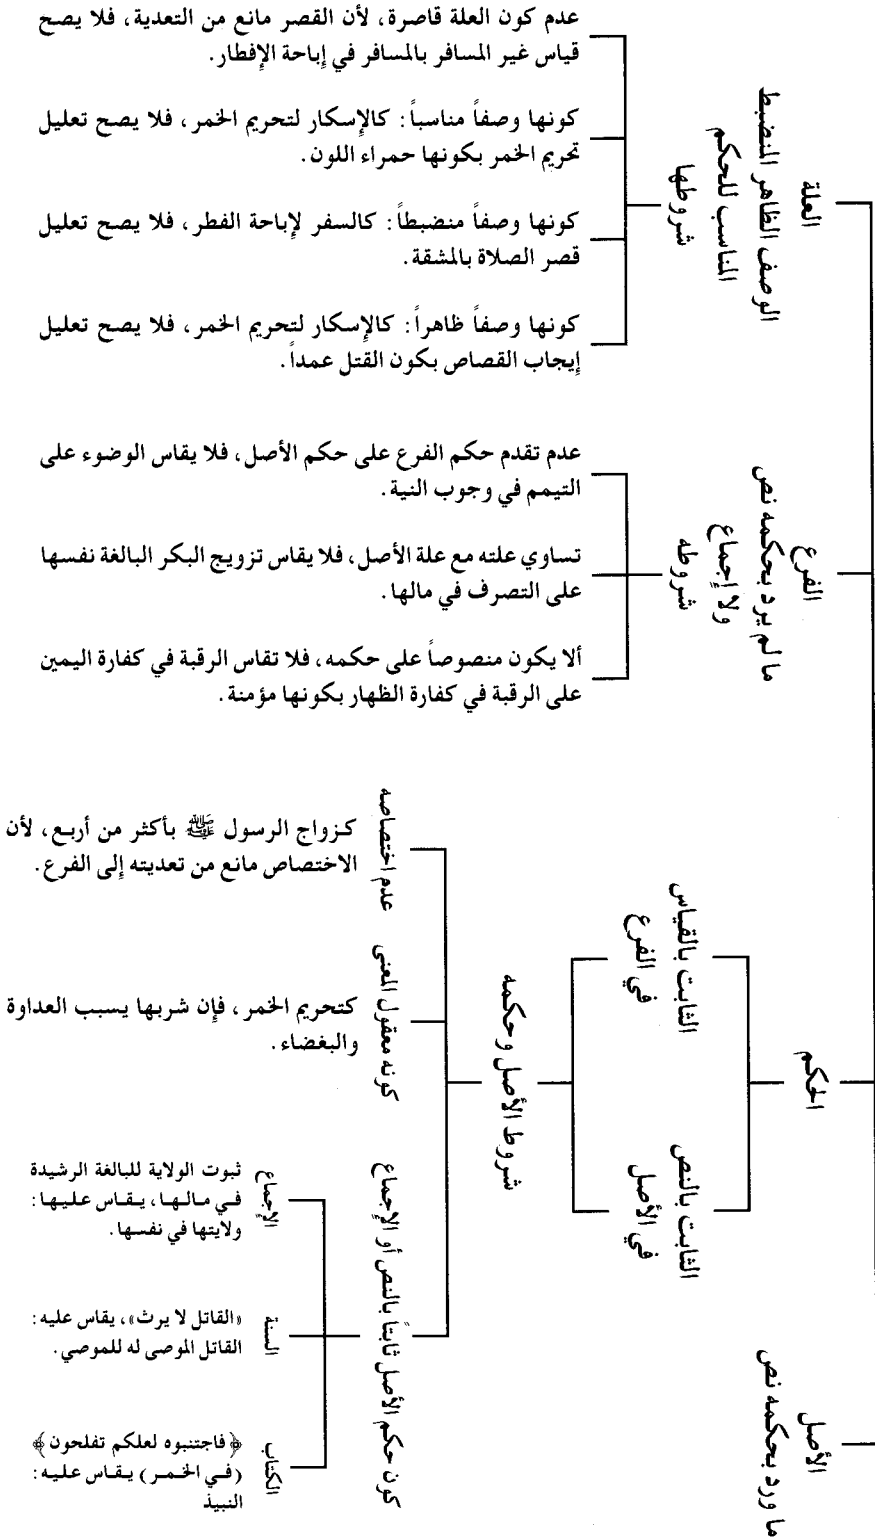 العلة
الوصف الظاهر المنضبط
المناسب للحكم
شروطها
عدم كون العلة قاصرة، لأن القصر مانع من التعدية، فلا يصح
قياس غير المسافر بالمسافر في إباحة الإفطار.
كونها وصفاً مناسباً: كالإسكار لتحريم الخمر، فلا يصح تعليل
تحريم الخمر بكونها حمراء اللون.
كونها وصفاً منضبطاً: كالسفر لإباحة الفطر، فلا يصح تعليل
قصر الصلاة بالمشقة.
كونها وصفاً ظاهراً: كالإسكار لتحريم الخمر، فلا يصح تعليل
إيجاب القصاص بكون القتل عمداً.
الفرع
ما لم يرد بحكمه نص
ولا إجماع
شروطه
عدم تقدم حكم الفرع على حكم الأصل، فلا يقاس الوضوء على
التيمم في وجوب النية.
تساوي علته مع علة الأصل، فلا يقاس تزويج البكر البالغة نفسها
على التصرف في مالها.
ألا يكون منصوصاً على حكمه، فلا تقاس الرقبة في كفارة اليمين
على الرقبة في كفارة الظهار بكونها مؤمنة.
الحكم
الثابت بالقياس
في الفرع
الثابت بالنص
في الأصل
شروط الأصل وحكمه
عدم اختصاصه
كزواج الرسول ﷺ بأكثر من أربع، لأن
الاختصاص مانع من تعديته إلى الفرع.
كونه معقول المعنى
كتحريم الخمر، فإن شربها يسبب العداوة
والبغضاء.
كون حكم الأصل ثابتاً بالنص أو الإجماع
الإجماع
ثبوت الولاية للبالغة الرشيدة
في مالها، يقاس عليها:
ولايتها في نفسها.
السنة
«القاتل لا يرث»، يقاس عليه:
القاتل الموصى له للموصي.
الكتاب
﴿فاجتنبوه لعلكم تفلحون﴾
(في الخمر) يقاس عليه:
النبيذ
الأصل
ما ورد بحكمه نص